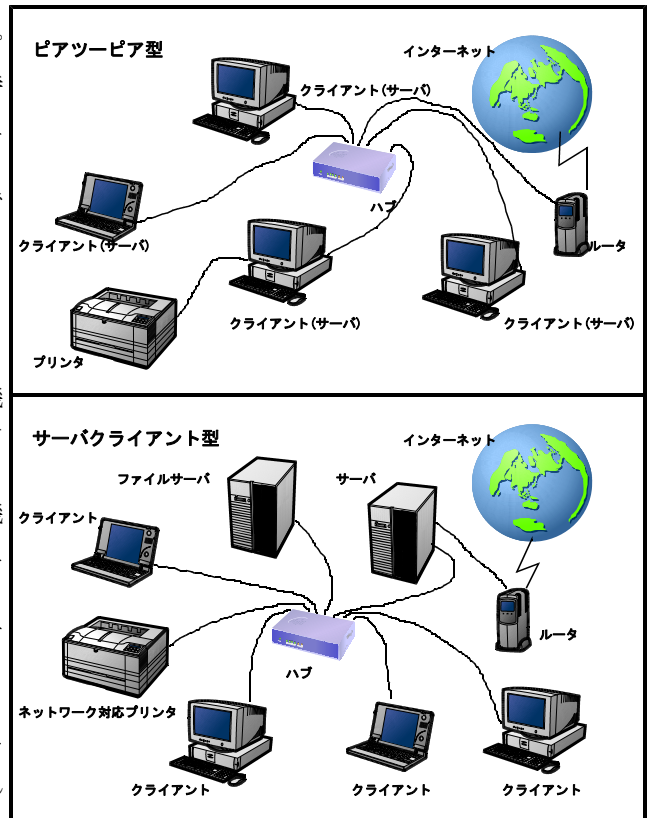 ピアツーピア型
インターネット
クライアント(サーバ)
ハブ
クライアント(サーバ)
ルータ
クライアント(サーバ)
クライアント(サーバ)
プリンタ
サーバクライアント型
インターネット
ファイルサーバ
サーバ
クライアント
ルータ
ハブ
ネットワーク対応プリンタ
クライアント
クライアント
クライアント